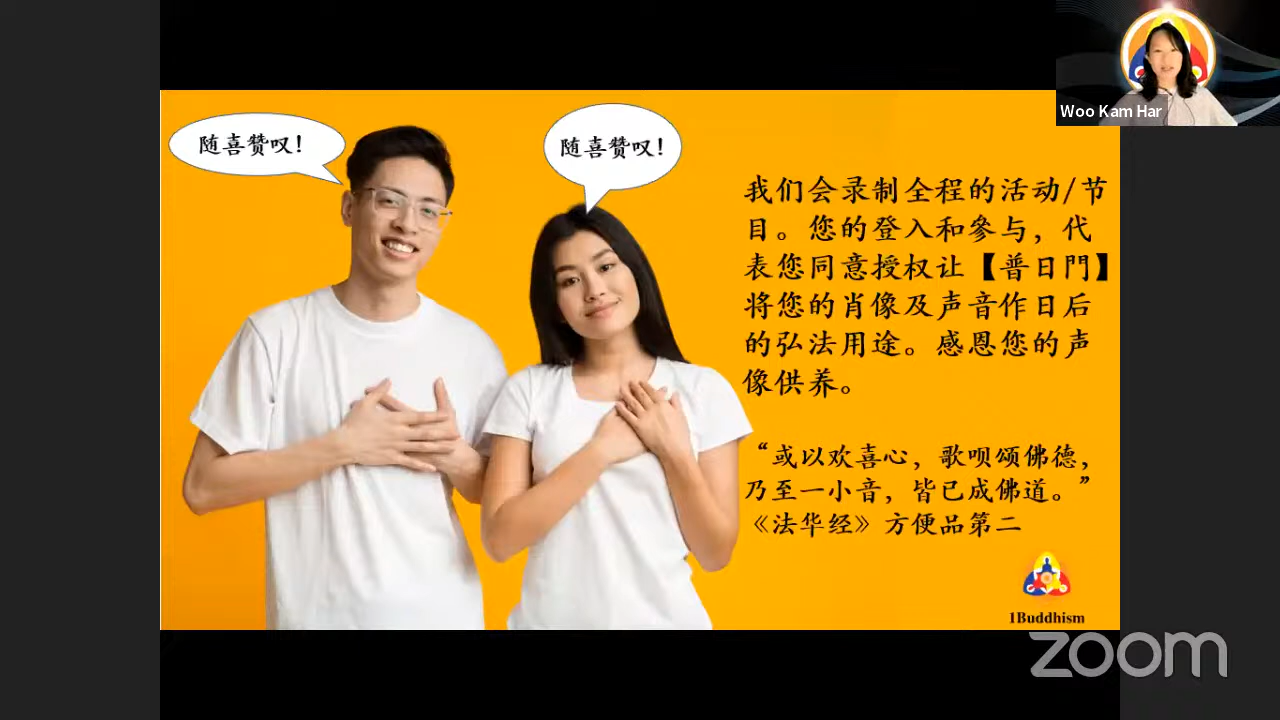 Woo Kam Har
随喜赞叹!
随喜赞叹!
我们会录制全程的活动/节
目。您的登入和參与，代
表您同意授权让【普日門】
将您的肖像及声音作日后
的弘法用途。感恩您的声
像供养。
“或以欢喜心，歌呗颂佛德，
乃至一小音，皆已成佛道。”
《法华经》方便品第二
1Buddhism
zoom